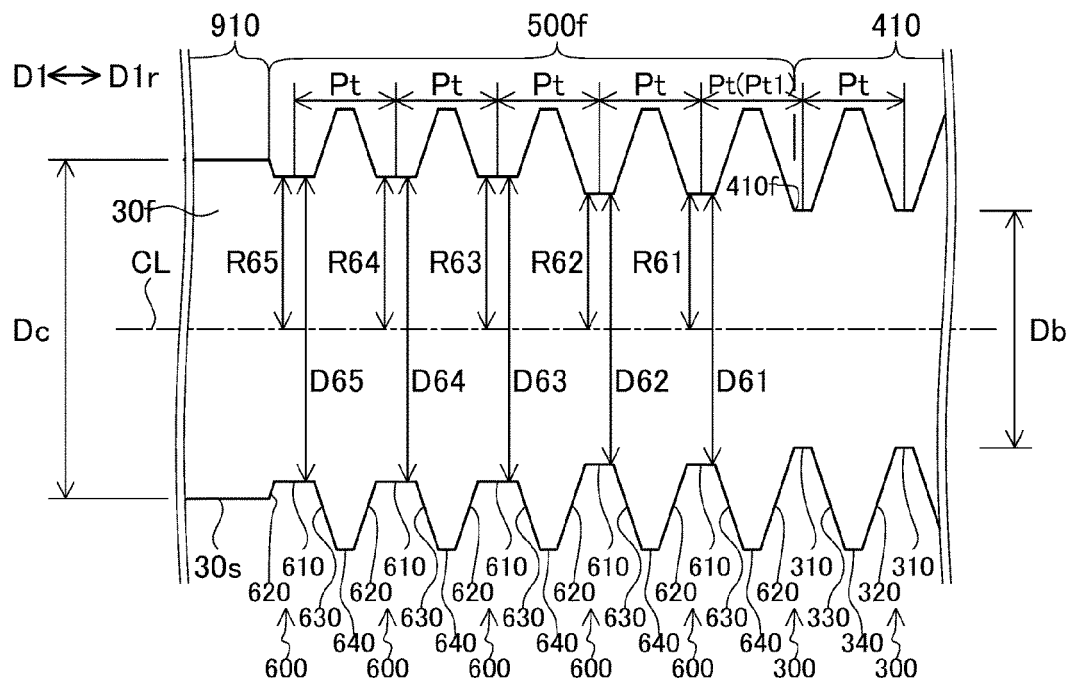 910 500f 410
D1 D1r Pt Pt Pt Pt Pt(Pt1) Pt
30f 410f
CL R65 R64 R63 R62 R61
Dc Db
D65 D64 D63 D62 D61
30s 610 610 610 610 610 310 310
620 620 620 620 620 620 320
630 630 630 630 630 330
640 640 640 640 640 340
600 600 600 600 600 300 300